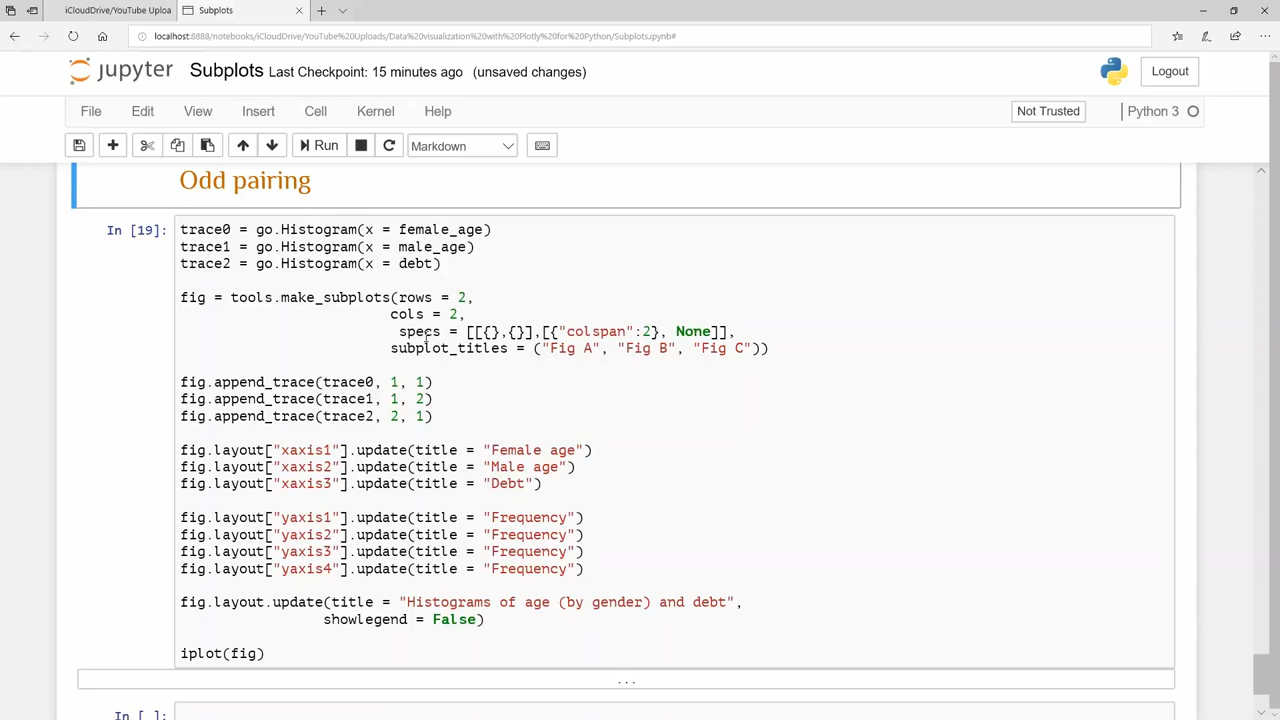 iCloudDrive/YouTube Uploa
Subplots
localhost:8888/notebooks/iCloudDrive/YouTube%20Uploads/Data%20visualization%20with%20Plotly%20for%20Python/Subplots.ipynb#
jupyter Subplots Last Checkpoint: 15 minutes ago (unsaved changes)
Logout
File Edit View Insert Cell Kernel Help
Not Trusted
Python 3
Run
Markdown
Odd pairing
In [19]:
trace0 = go.Histogram(x = female_age)
trace1 = go.Histogram(x = male_age)
trace2 = go.Histogram(x = debt)
fig = tools.make_subplots(rows = 2,
cols = 2,
specs = [[{},{}],[{"colspan":2}, None]],
subplot_titles = ("Fig A", "Fig B", "Fig C"))
fig.append_trace(trace0, 1, 1)
fig.append_trace(trace1, 1, 2)
fig.append_trace(trace2, 2, 1)
fig.layout["xaxis1"].update(title = "Female age")
fig.layout["xaxis2"].update(title = "Male age")
fig.layout["xaxis3"].update(title = "Debt")
fig.layout["yaxis1"].update(title = "Frequency")
fig.layout["yaxis2"].update(title = "Frequency")
fig.layout["yaxis3"].update(title = "Frequency")
fig.layout["yaxis4"].update(title = "Frequency")
fig.layout.update(title = "Histograms of age (by gender) and debt",
showlegend = False)
iplot(fig)
...
In [ ]: